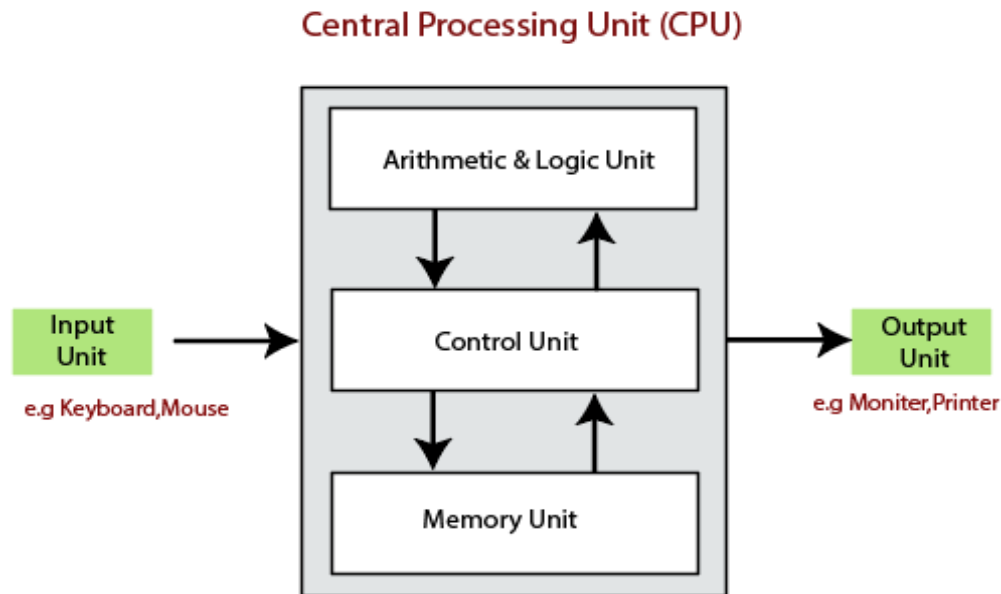 Central Processing Unit (CPU)
Arithmetic & Logic Unit
Input
Unit
e.g Keyboard,Mouse
Control Unit
Output
Unit
e.g Moniter,Printer
Memory Unit